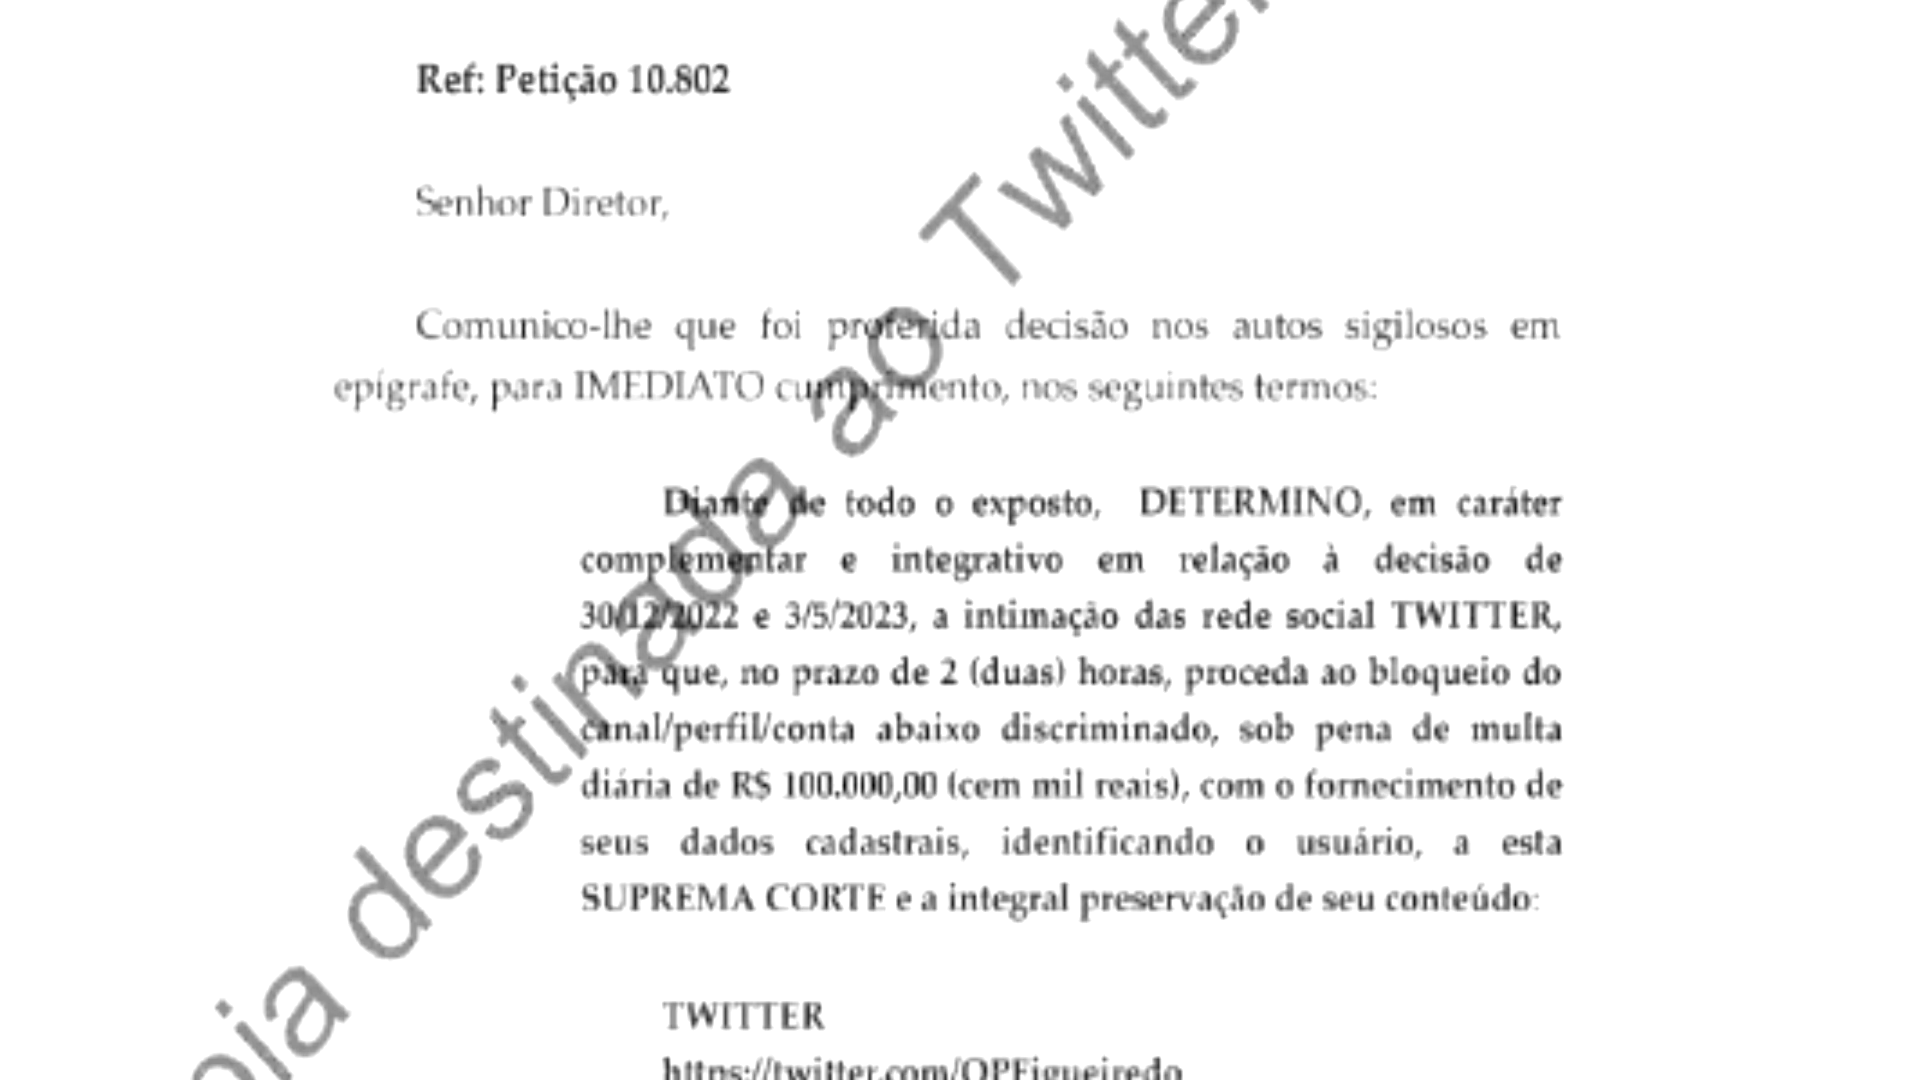 Ref: Petição 10.802
Senhor Diretor,
Comunico-lhe que foi proferida decisão nos autos sigilosos em
epígrafe, para IMEDIATO cumprimento, nos seguintes termos:
Diante de todo o exposto, DETERMINO, em caráter
complementar e integrativo em relação à decisão de
30/12/2022 e 3/5/2023, a intimação das rede social TWITTER,
para que, no prazo de 2 (duas) horas, proceda ao bloqueio do
canal/perfil/conta abaixo discriminado, sob pena de multa
diária de R$ 100.000,00 (cem mil reais), com o fornecimento de
seus dados cadastrais, identificando o usuário, a esta
SUPREMA CORTE e a integral preservação de seu conteúdo:
TWITTER
https://twitter.com/OPFigueiredo
pia destinada ao Twitter